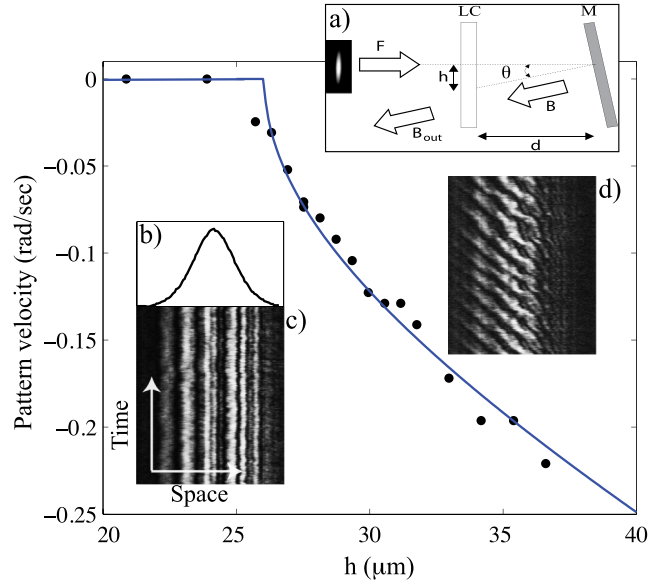 a)
LC
M
F
h
θ
B
B out
d
0
−0.05
−0.1
−0.15
−0.2
−0.25
Pattern velocity (rad/sec)
b)
c)
Time
Space
d)
20
25
30
35
40
h (μm)